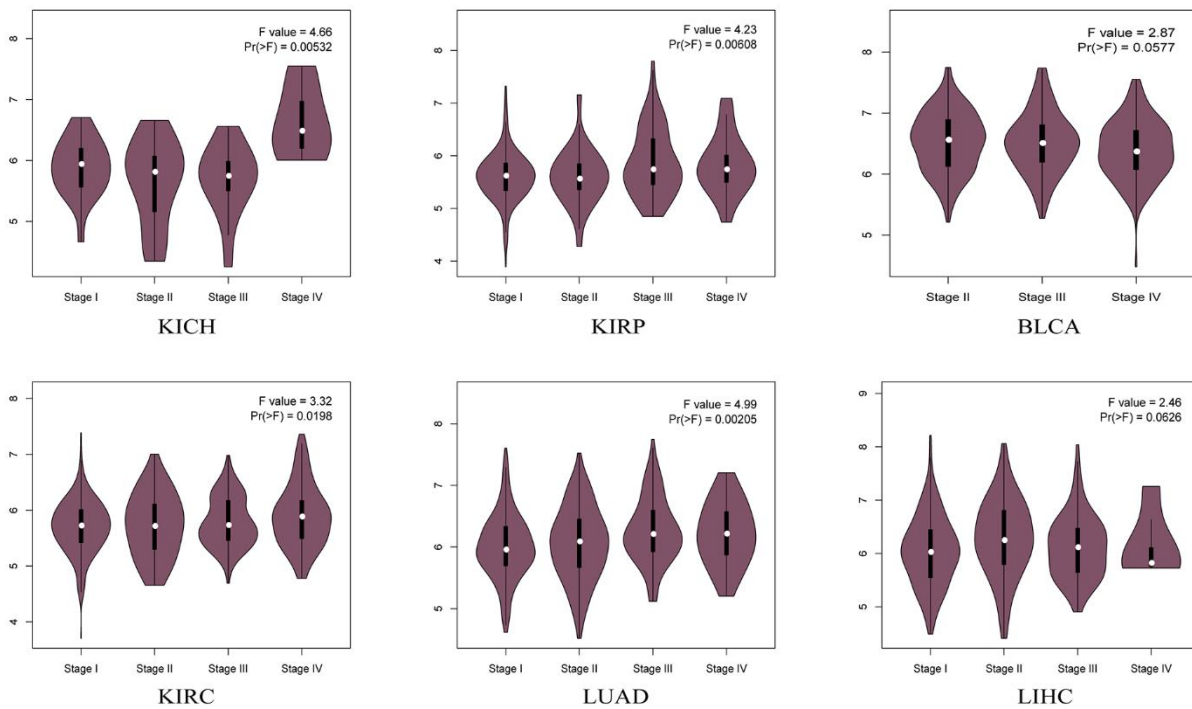 F value = 4.66
Pr(>F) = 0.00532
8
7
6
5
Stage I Stage II Stage III Stage IV
KICH
F value = 4.23
Pr(>F) = 0.00608
8
7
6
5
4
Stage I Stage II Stage III Stage IV
KIRP
F value = 2.87
Pr(>F) = 0.0577
8
7
6
5
Stage II Stage III Stage IV
BLCA
F value = 3.32
Pr(>F) = 0.0198
8
7
6
5
4
Stage I Stage II Stage III Stage IV
KIRC
F value = 4.99
Pr(>F) = 0.00205
8
7
6
5
Stage I Stage II Stage III Stage IV
LUAD
F value = 2.46
Pr(>F) = 0.0626
9
8
7
6
5
Stage I Stage II Stage III Stage IV
LIHC